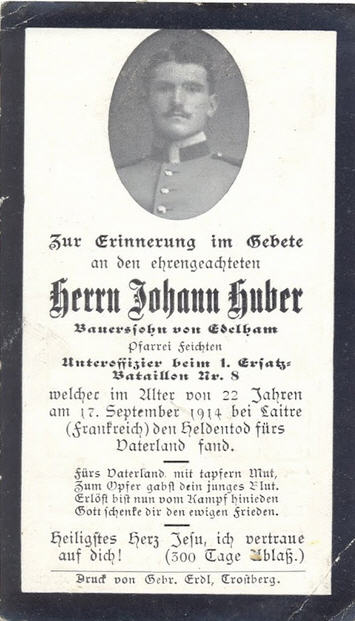 Zur Erinnerung im Gebete
an den ehrengeachteten
Herrn Johann Huber
Bauerssohn von Edelham
Pfarrei Feichten
Unteroffizier beim 1. Ersatz-
Bataillon Nr. 8
welcher im Alter von 22 Jahren
am 17. September 1914 bei Laitre
(Frankreich) den Heldentod fürs
Vaterland fand.
Fürs Vaterland mit tapfern Mut,
Zum Opfer gabst dein junges Blut.
Erlöst bist nun vom Kampf hinieden
Gott schenke dir den ewigen Frieden.
Heiligstes Herz Jesu, ich vertraue
auf dich! (300 Tage Ablaß.)
Druck von Gebr. Erdl, Trostberg.